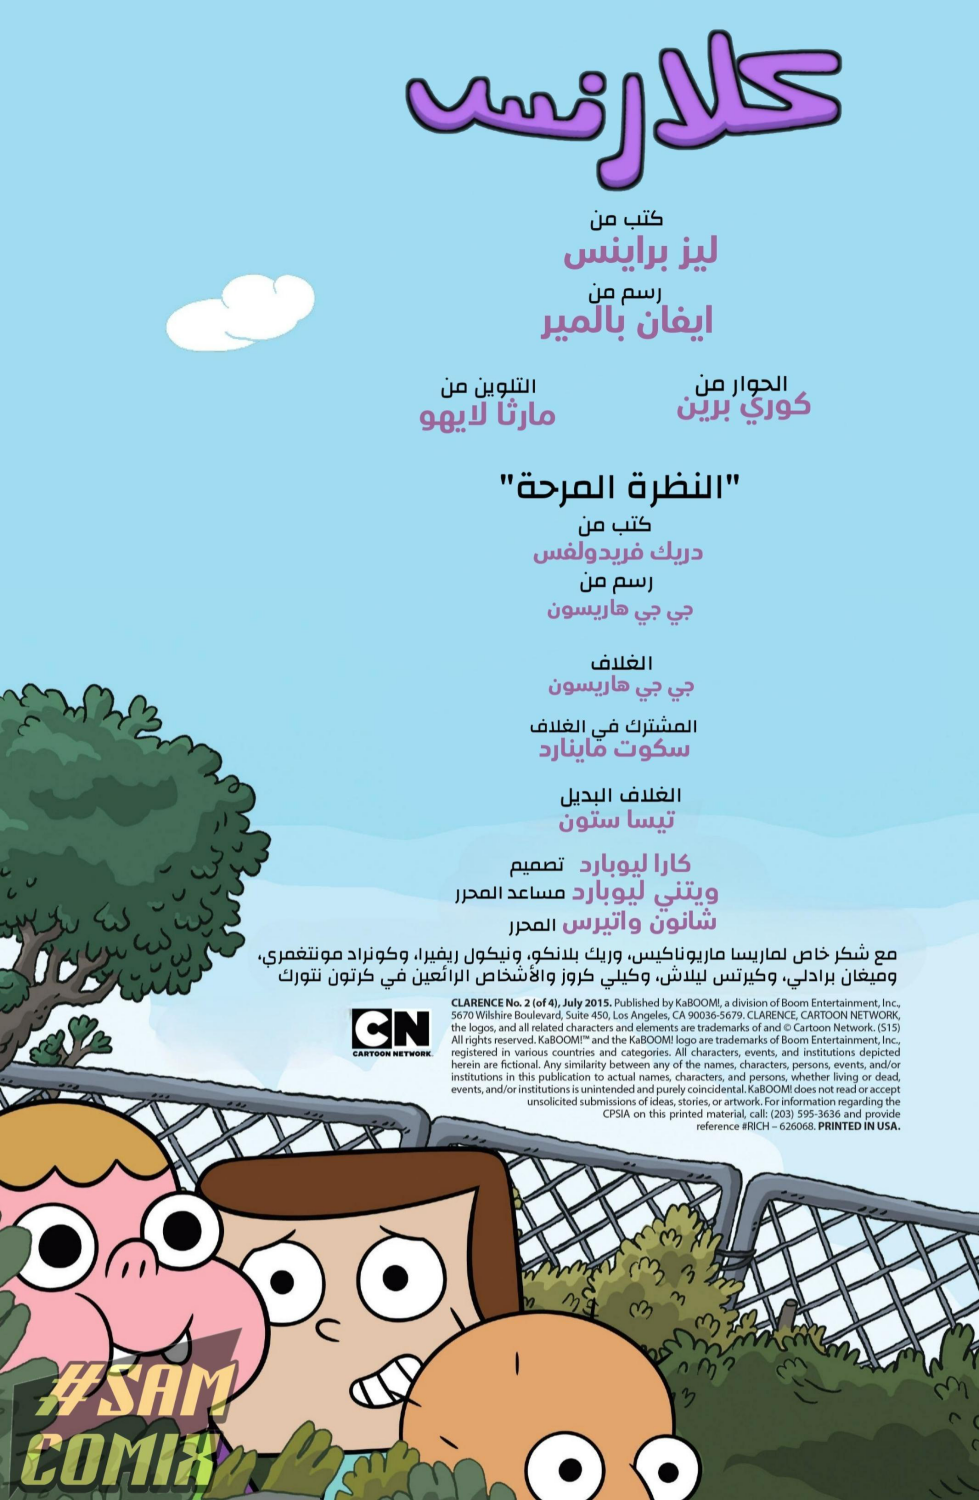 كلارنس
كتب من
ليز براينس
رسم من
ايفان بالمير
الحوار من
كوري برين
التلوين من
مارثا لايهو
"النظرة المرحة"
كتب من
دريك فريدولفس
رسم من
جي جي هاريسون
الغلاف
جي جي هاريسون
المشترك في الغلاف
سكوت ماينارد
الغلاف البديل
تيسا ستون
كارا ليوبارد تصميم
ويتني ليوبارد مساعد المحرر
شانون واتيرس المحرر
مع شكر خاص لماريسا ماريوناكيس، وريك بلانكو، ونيكول ريفيرا، وكونراد مونتغمري،
وميغان برادلي، وكيرتس ليلاش، وكيلي كروز والأشخاص الرائعين في كرتون نتورك
CN
CARTOON NETWORK
CLARENCE No. 2 (of 4), July 2015. Published by KaBOOM!, a division of Boom Entertainment, Inc.,
5670 Wilshire Boulevard, Suite 450, Los Angeles, CA 90036-5679. CLARENCE, CARTOON NETWORK,
the logos, and all related characters and elements are trademarks of and © Cartoon Network. (S15)
All rights reserved. KaBOOM!™ and the KaBOOM! logo are trademarks of Boom Entertainment, Inc.,
registered in various countries and categories. All characters, events, and institutions depicted
herein are fictional. Any similarity between any of the names, characters, persons, events, and/or
institutions in this publication to actual names, characters, and persons, whether living or dead,
events, and/or institutions is unintended and purely coincidental. KaBOOM! does not read or accept
unsolicited submissions of ideas, stories, or artwork. For information regarding the
CPSIA on this printed material, call: (203) 595-3636 and provide
reference #RICH – 626068. PRINTED IN USA.
#SAM
COMIX